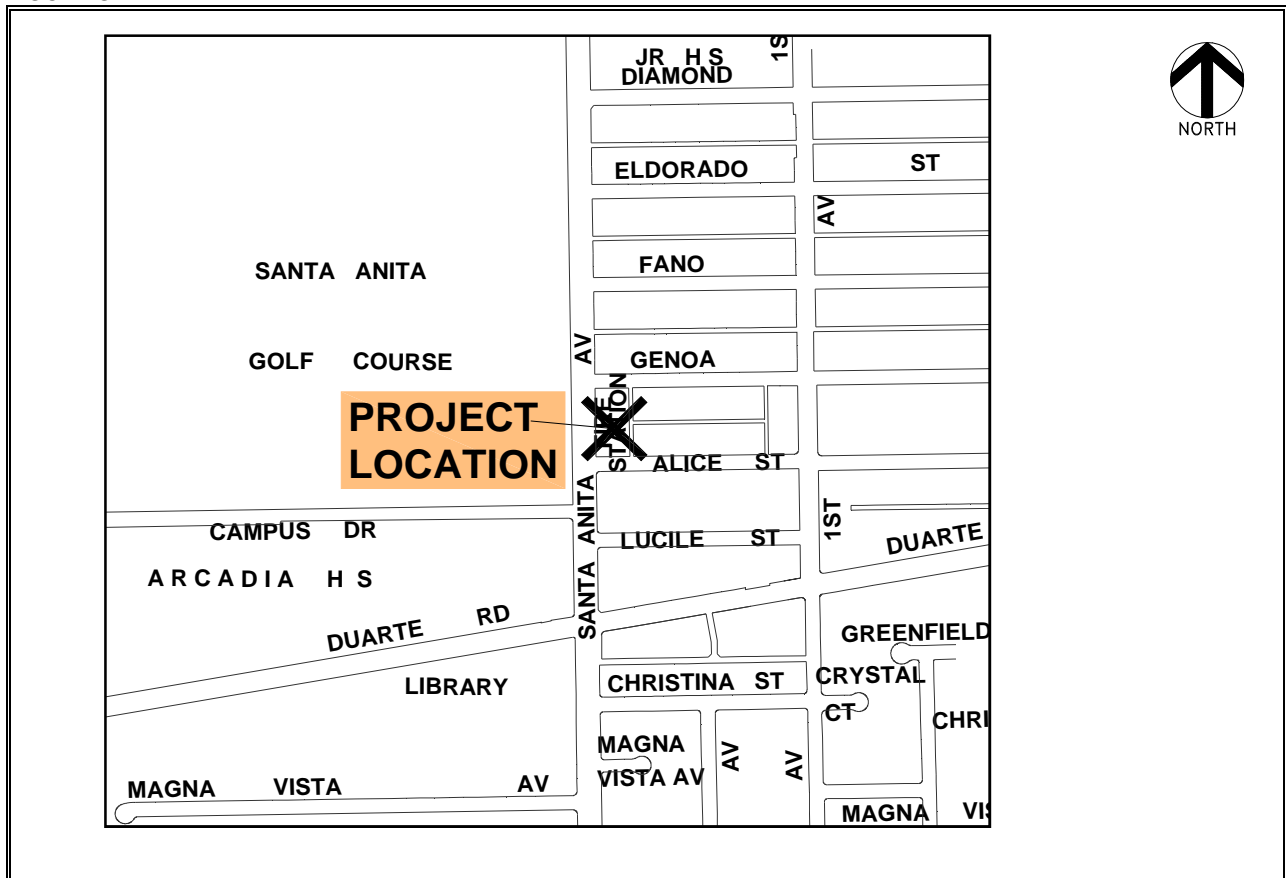 JR H S
DIAMOND
1S
NORTH
ELDORADO ST
AV
SANTA ANITA
FANO
AV
GOLF COURSE
GENOA
PROJECT
LOCATION
STATION
ALICE ST
SANTA ANITA
1ST
CAMPUS DR
LUCILE ST
DUARTE
ARCADIA H S
DUARTE RD
GREENFIELD
LIBRARY
CHRISTINA ST
CRYSTAL
CT
CHRI
MAGNA
VISTA AV
AV
AV
MAGNA VISTA AV
MAGNA VIS